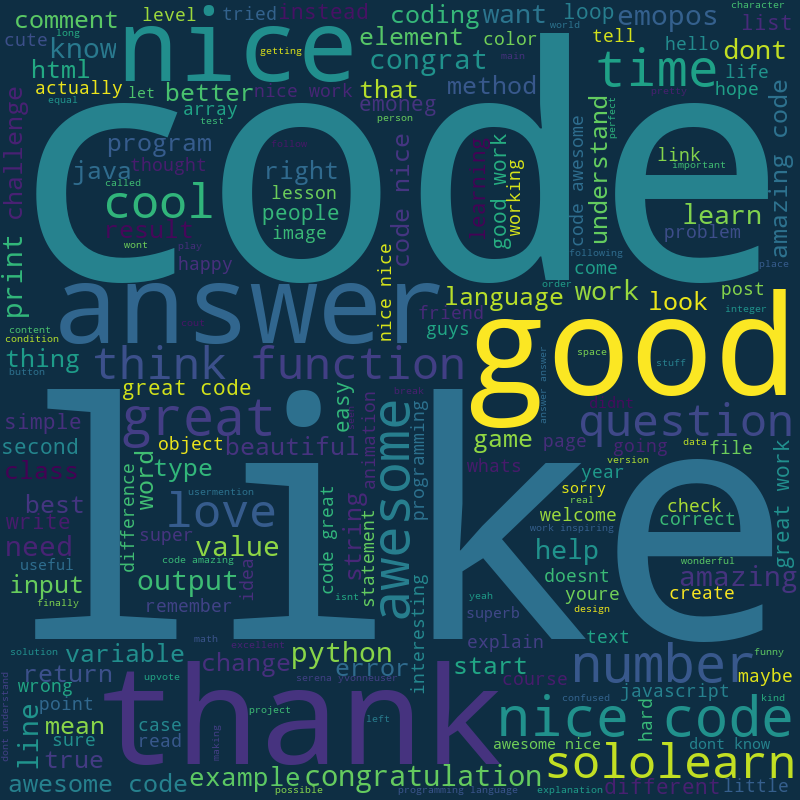 comment
level
tried
instead
coding
want
loop
emopos
character
cute
long
nice
getting
element
color
world
tell
hello
list
know
html
congrat
that
time
dont
actually
let
better
nice work
emoneg
method
life
hope
equal
array
test
code
main
person
pretty
perfect
challenge
program
java
thought
right
link
important
called
cool
lesson
people
image
result
learning
good work
working
code nice
code awesome
understand
learn
problem
amazing code
wont
play
happy
print
come
following
place
answer
nice nice
language
order
work
look
post
integer
friend
guys
content
condition
button
thing
think
function
good
space
stuff
answer answer
great code
like
break
great
easy
simple
second
class
object
beautiful
animation
awesome
programming
game
question
page
going
data
file
whats
version
year
type
word
difference
best
write
need
useful
usermention
love
super
value
code great
string
statement
sorry
real
welcome
work inspiring
check
correct
great work
help
wonderful
amazing
input
finally
output
code amazing
idea
remember
isnt
interesting
doesnt
yeah
youre
create
superb
design
explain
text
math
solution
excellent
variable
python
funny
return
change
error
start
number
maybe
wrong
upvote
serena yvonneuser
course
javascript
confused
kind
dont understand
point
line
mean
case
sure
read
true
project
making
thank
left
nice code
hard
awesome nice
dont know
sololearn
awesome code
example
congratulation
possible
programming language
explanation
different
little